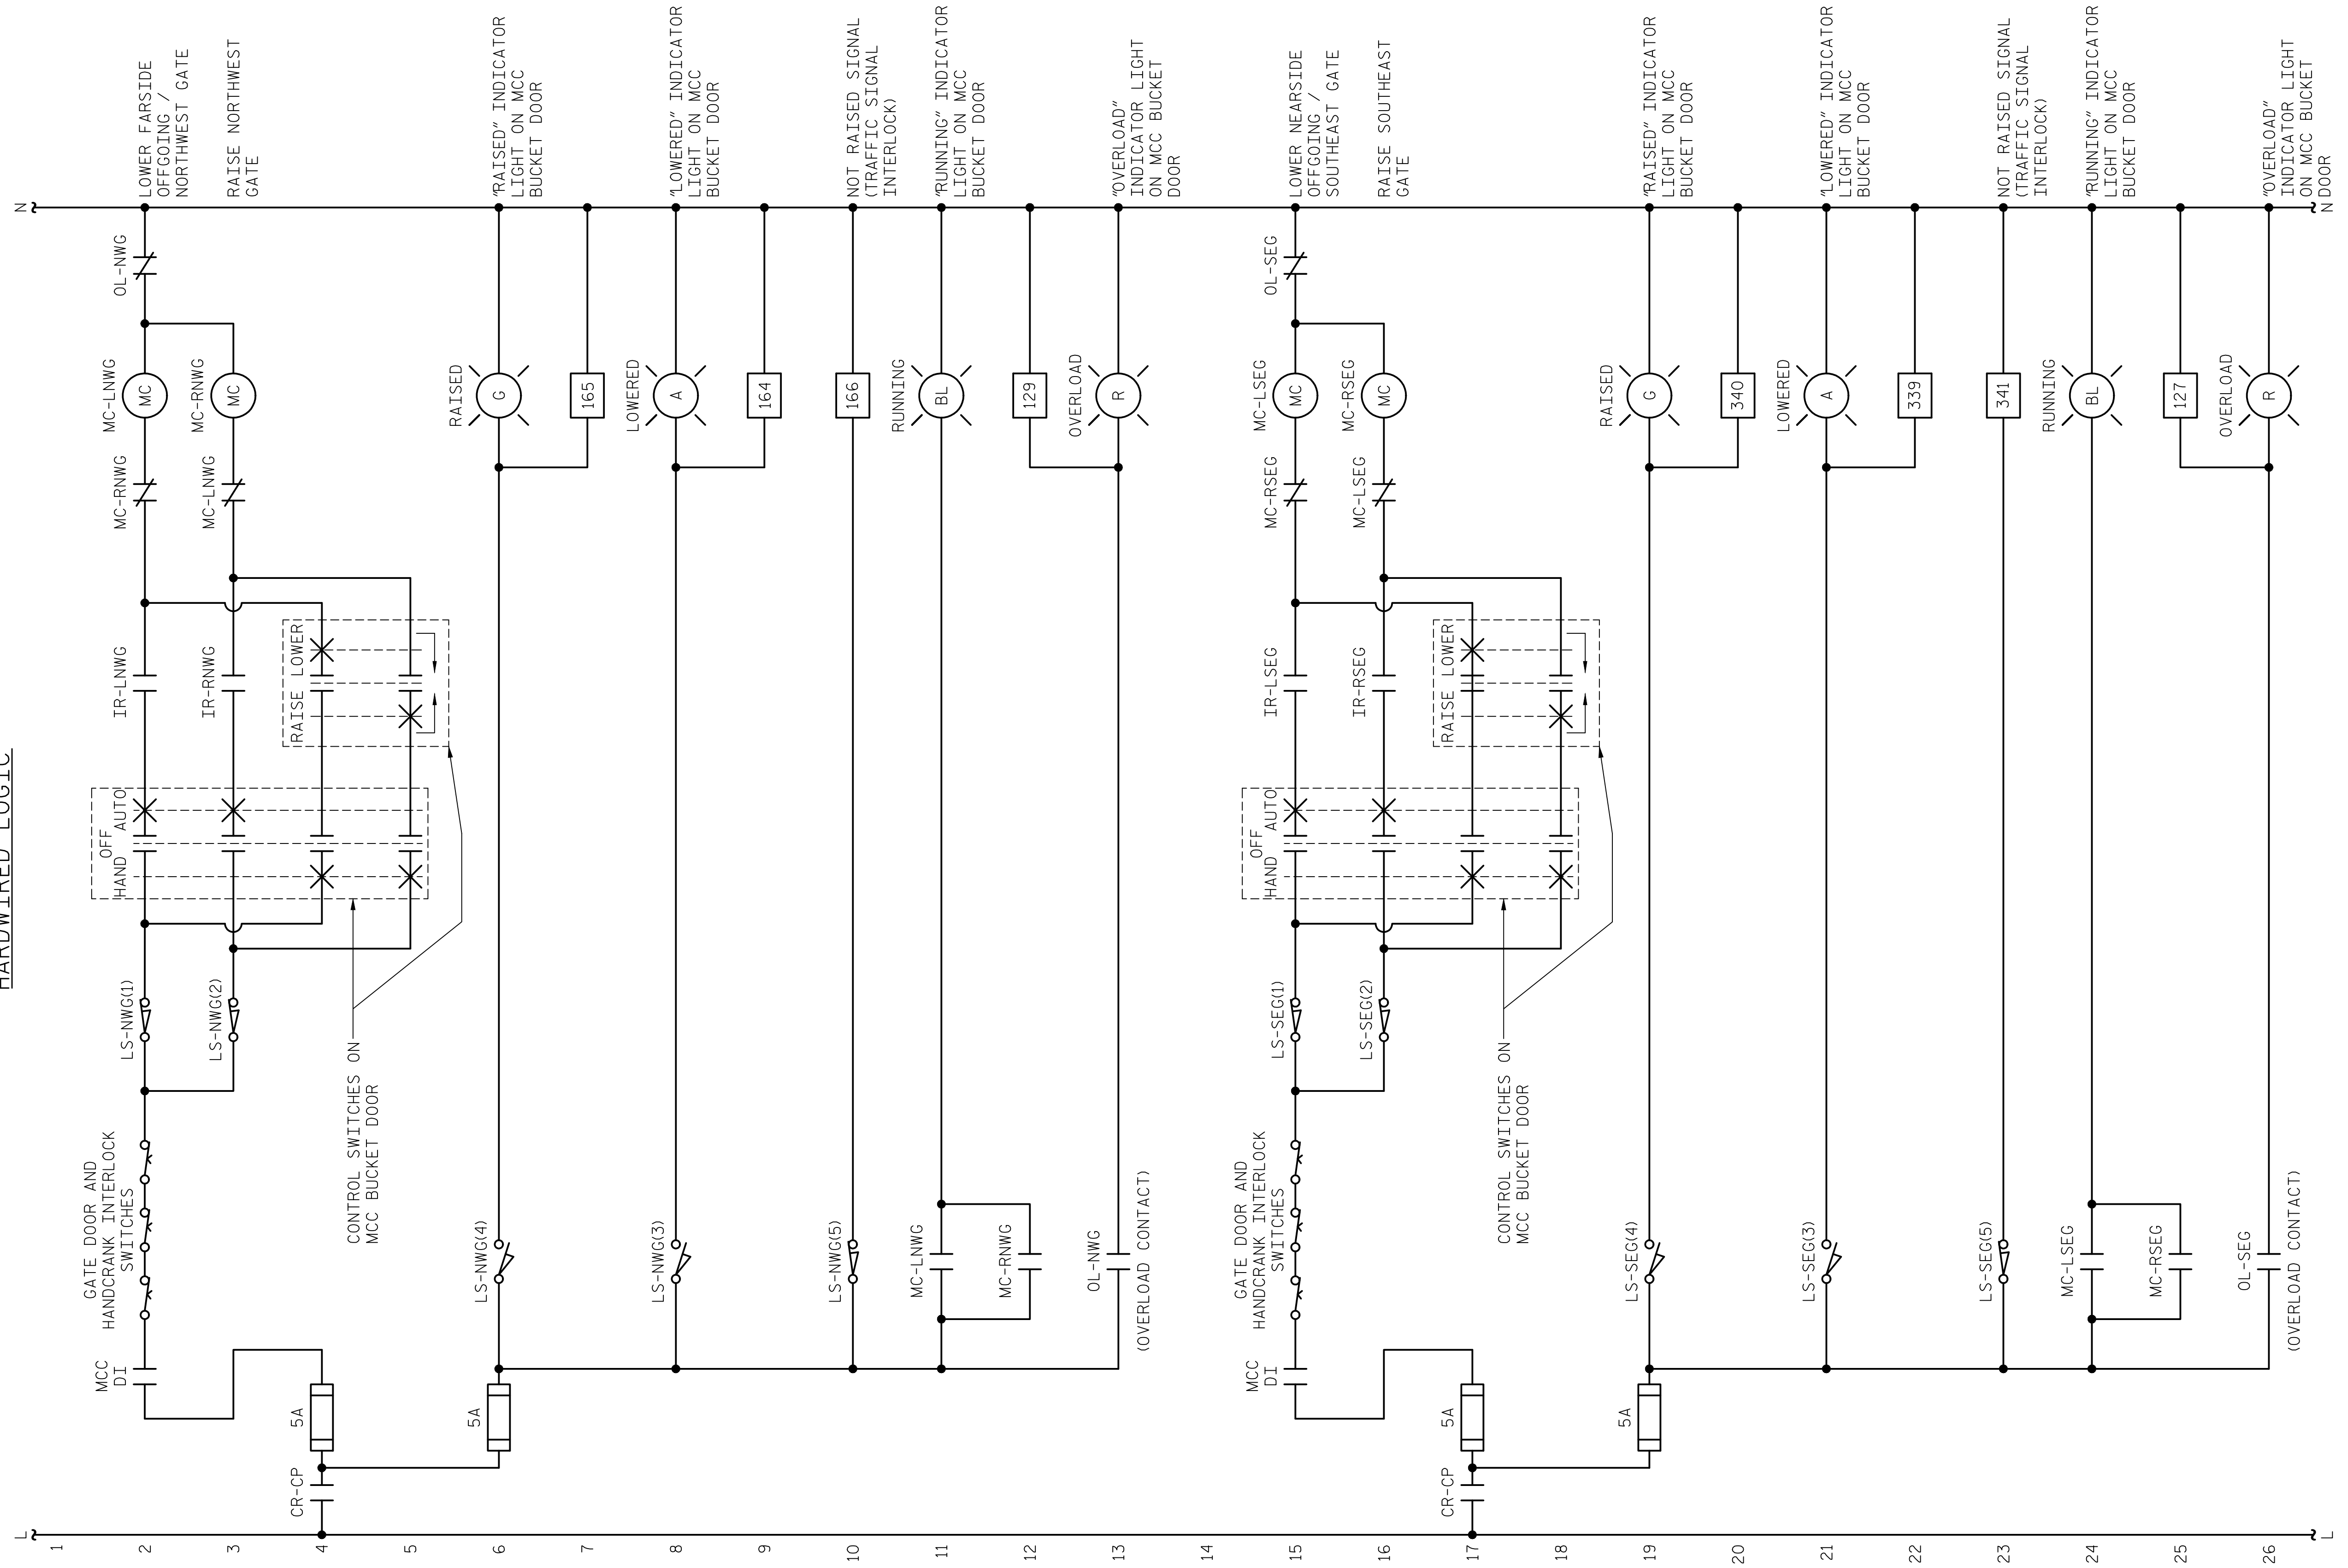 HARDWIRED LOGIC
L
N
1
2
GATE DOOR AND
HANDCRANK INTERLOCK
SWITCHES
MCC
DI
LS-NWG(1)
HAND
OFF
AUTO
IR-LNWG
MC-RNWG
MC-LNWG
MC
OL-NWG
LOWER FARSIDE
OFFGOING /
NORTHWEST GATE
3
LS-NWG(2)
IR-RNWG
MC-LNWG
MC-RNWG
MC
RAISE NORTHWEST
GATE
4
CR-CP
5A
CONTROL SWITCHES ON
MCC BUCKET DOOR
RAISE LOWER
5
6
5A
LS-NWG(4)
RAISED
G
"RAISED" INDICATOR
LIGHT ON MCC
BUCKET DOOR
7
165
8
LS-NWG(3)
LOWERED
A
"LOWERED" INDICATOR
LIGHT ON MCC
BUCKET DOOR
9
164
10
LS-NWG(5)
166
NOT RAISED SIGNAL
(TRAFFIC SIGNAL
INTERLOCK)
11
MC-LNWG
RUNNING
BL
"RUNNING" INDICATOR
LIGHT ON MCC
BUCKET DOOR
12
MC-RNWG
129
13
OL-NWG
(OVERLOAD CONTACT)
OVERLOAD
R
"OVERLOAD"
INDICATOR LIGHT
ON MCC BUCKET
DOOR
14
15
GATE DOOR AND
HANDCRANK INTERLOCK
SWITCHES
MCC
DI
LS-SEG(1)
HAND
OFF
AUTO
IR-LSEG
MC-RSEG
MC-LSEG
MC
OL-SEG
LOWER NEARSIDE
OFFGOING /
SOUTHEAST GATE
16
LS-SEG(2)
IR-RSEG
MC-LSEG
MC-RSEG
MC
RAISE SOUTHEAST
GATE
17
CR-CP
5A
CONTROL SWITCHES ON
MCC BUCKET DOOR
RAISE LOWER
18
19
5A
LS-SEG(4)
RAISED
G
"RAISED" INDICATOR
LIGHT ON MCC
BUCKET DOOR
20
340
21
LS-SEG(3)
LOWERED
A
"LOWERED" INDICATOR
LIGHT ON MCC
BUCKET DOOR
22
339
23
LS-SEG(5)
341
NOT RAISED SIGNAL
(TRAFFIC SIGNAL
INTERLOCK)
24
MC-LSEG
RUNNING
BL
"RUNNING" INDICATOR
LIGHT ON MCC
BUCKET DOOR
25
MC-RSEG
127
26
OL-SEG
(OVERLOAD CONTACT)
OVERLOAD
R
"OVERLOAD"
INDICATOR LIGHT
ON MCC BUCKET
DOOR
L
N